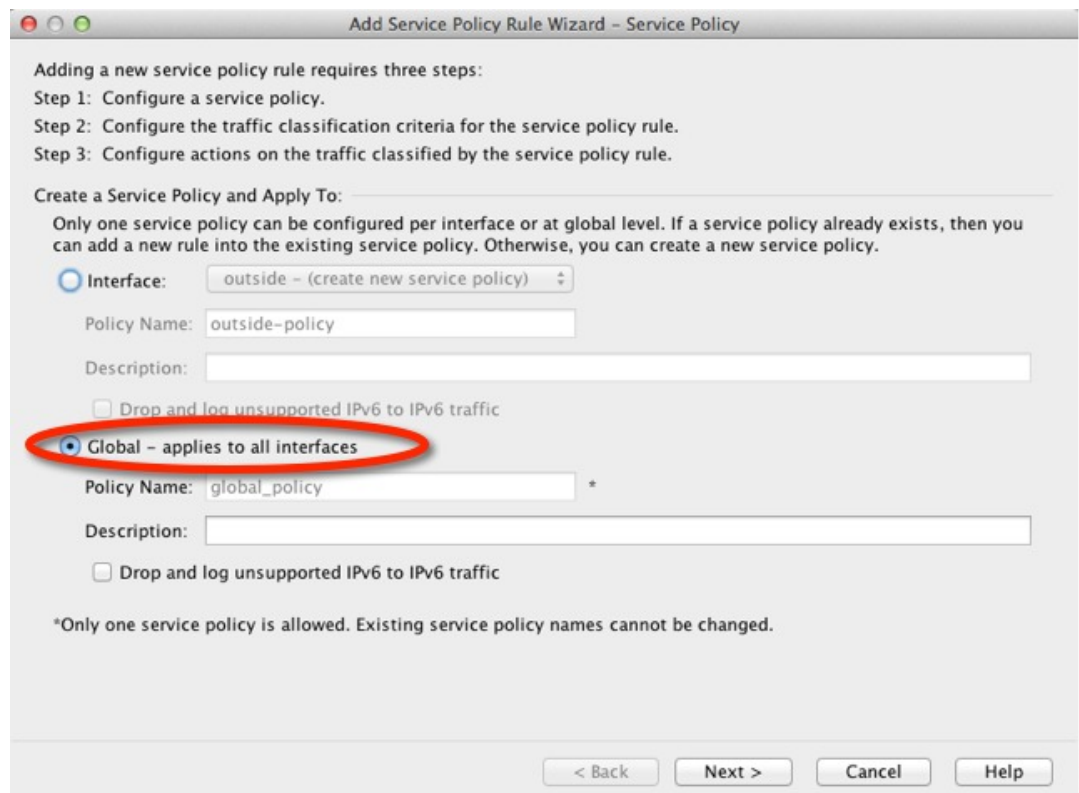 Add Service Policy Rule Wizard – Service Policy
Adding a new service policy rule requires three steps:
Step 1: Configure a service policy.
Step 2: Configure the traffic classification criteria for the service policy rule.
Step 3: Configure actions on the traffic classified by the service policy rule.
Create a Service Policy and Apply To:
Only one service policy can be configured per interface or at global level. If a service policy already exists, then you
can add a new rule into the existing service policy. Otherwise, you can create a new service policy.
Interface: outside – (create new service policy)
Policy Name: outside-policy
Description:
Drop and log unsupported IPv6 to IPv6 traffic
Global – applies to all interfaces
Policy Name: global_policy *
Description:
Drop and log unsupported IPv6 to IPv6 traffic
*Only one service policy is allowed. Existing service policy names cannot be changed.
< Back Next > Cancel Help